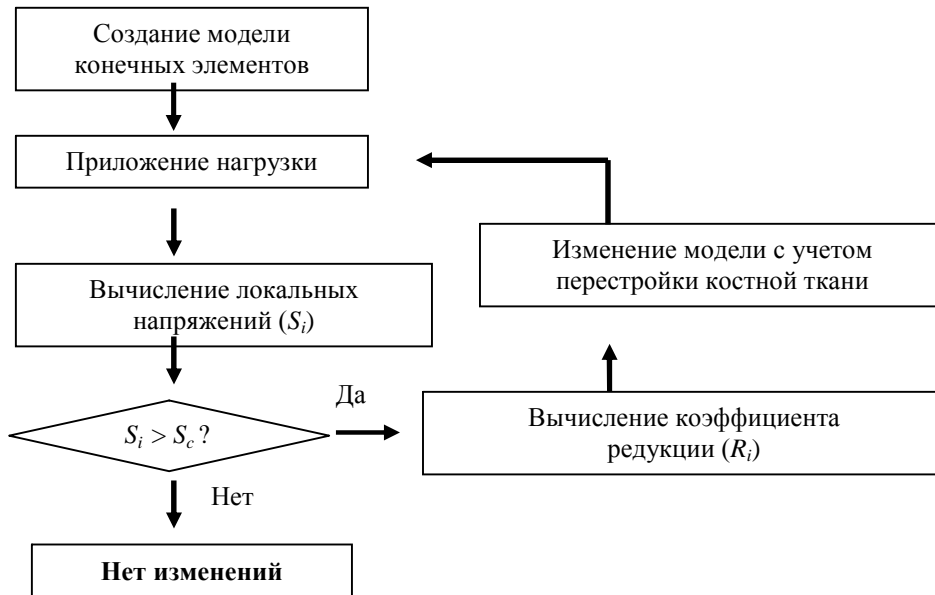 Создание модели
конечных элементов
Приложение нагрузки
Изменение модели с учетом
перестройки костной ткани
Вычисление локальных
напряжений (Si)
Да
Вычисление коэффициента
редукции (Ri)
Si > Sc ?
Нет
Нет изменений